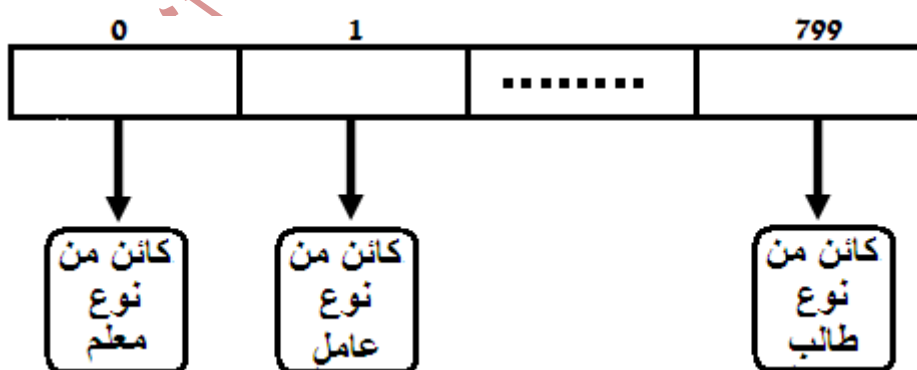 0 1 799
........
كائن من
نوع
معلم
كائن من
نوع
عامل
كائن من
نوع
طالب